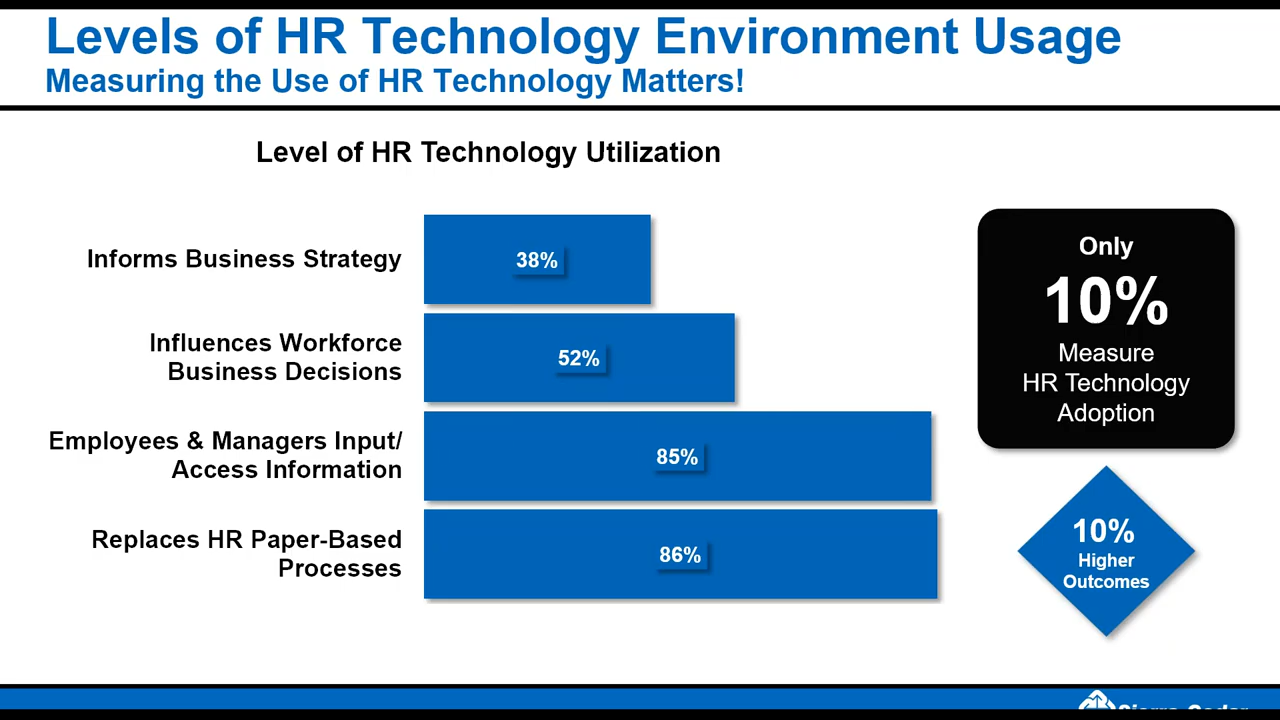 Levels of HR Technology Environment Usage
Measuring the Use of HR Technology Matters!
Level of HR Technology Utilization
Informs Business Strategy
38%
Influences Workforce
Business Decisions
52%
Employees & Managers Input/
Access Information
85%
Replaces HR Paper-Based
Processes
86%
Only
10%
Measure
HR Technology
Adoption
10%
Higher
Outcomes
Sierra-Cedar